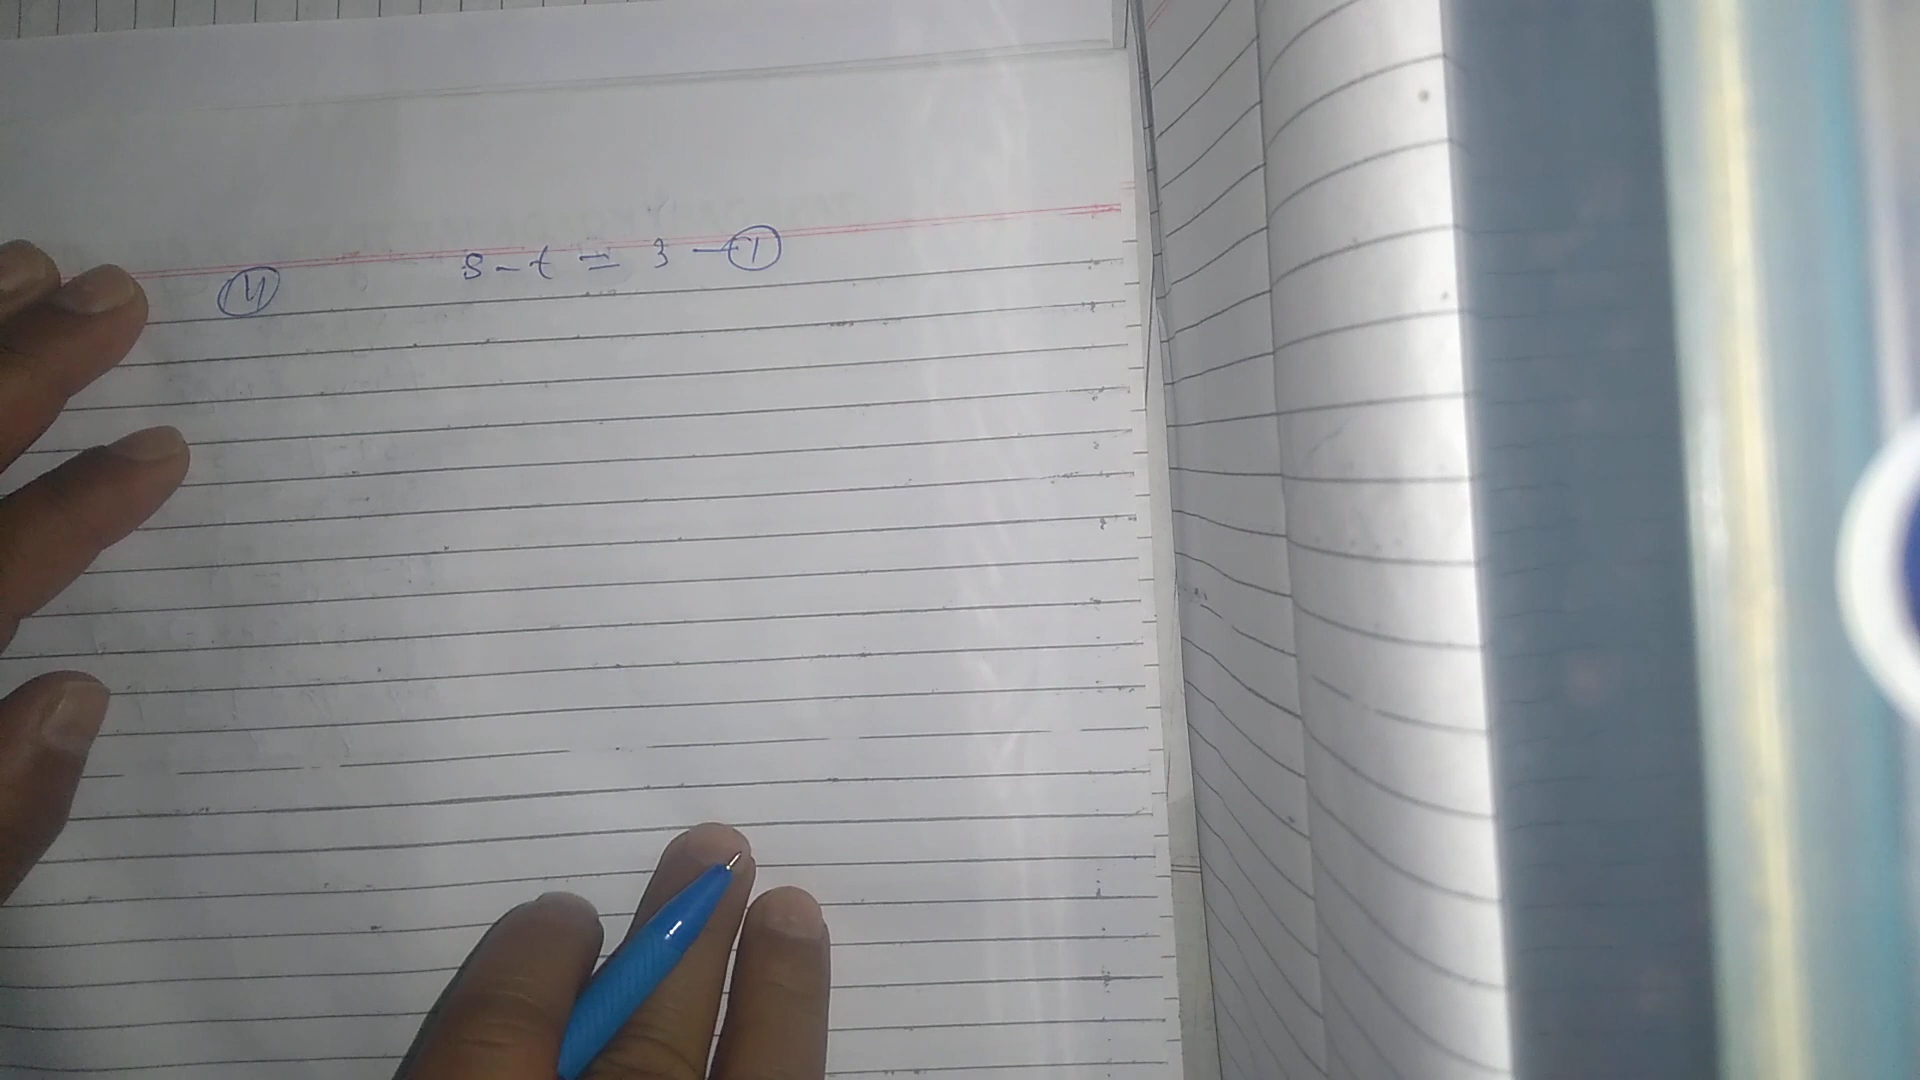 (4) s - t = 3 - (1)